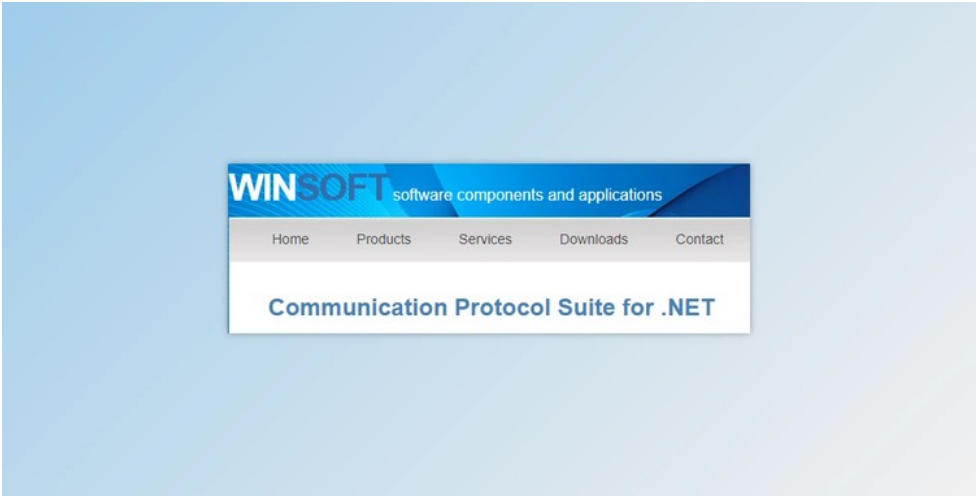 WINSOFT software components and applications
Home Products Services Downloads Contact
Communication Protocol Suite for .NET